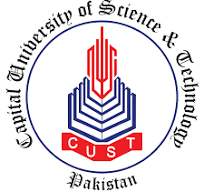 Capital University of Science & Technology
CUST
Pakistan